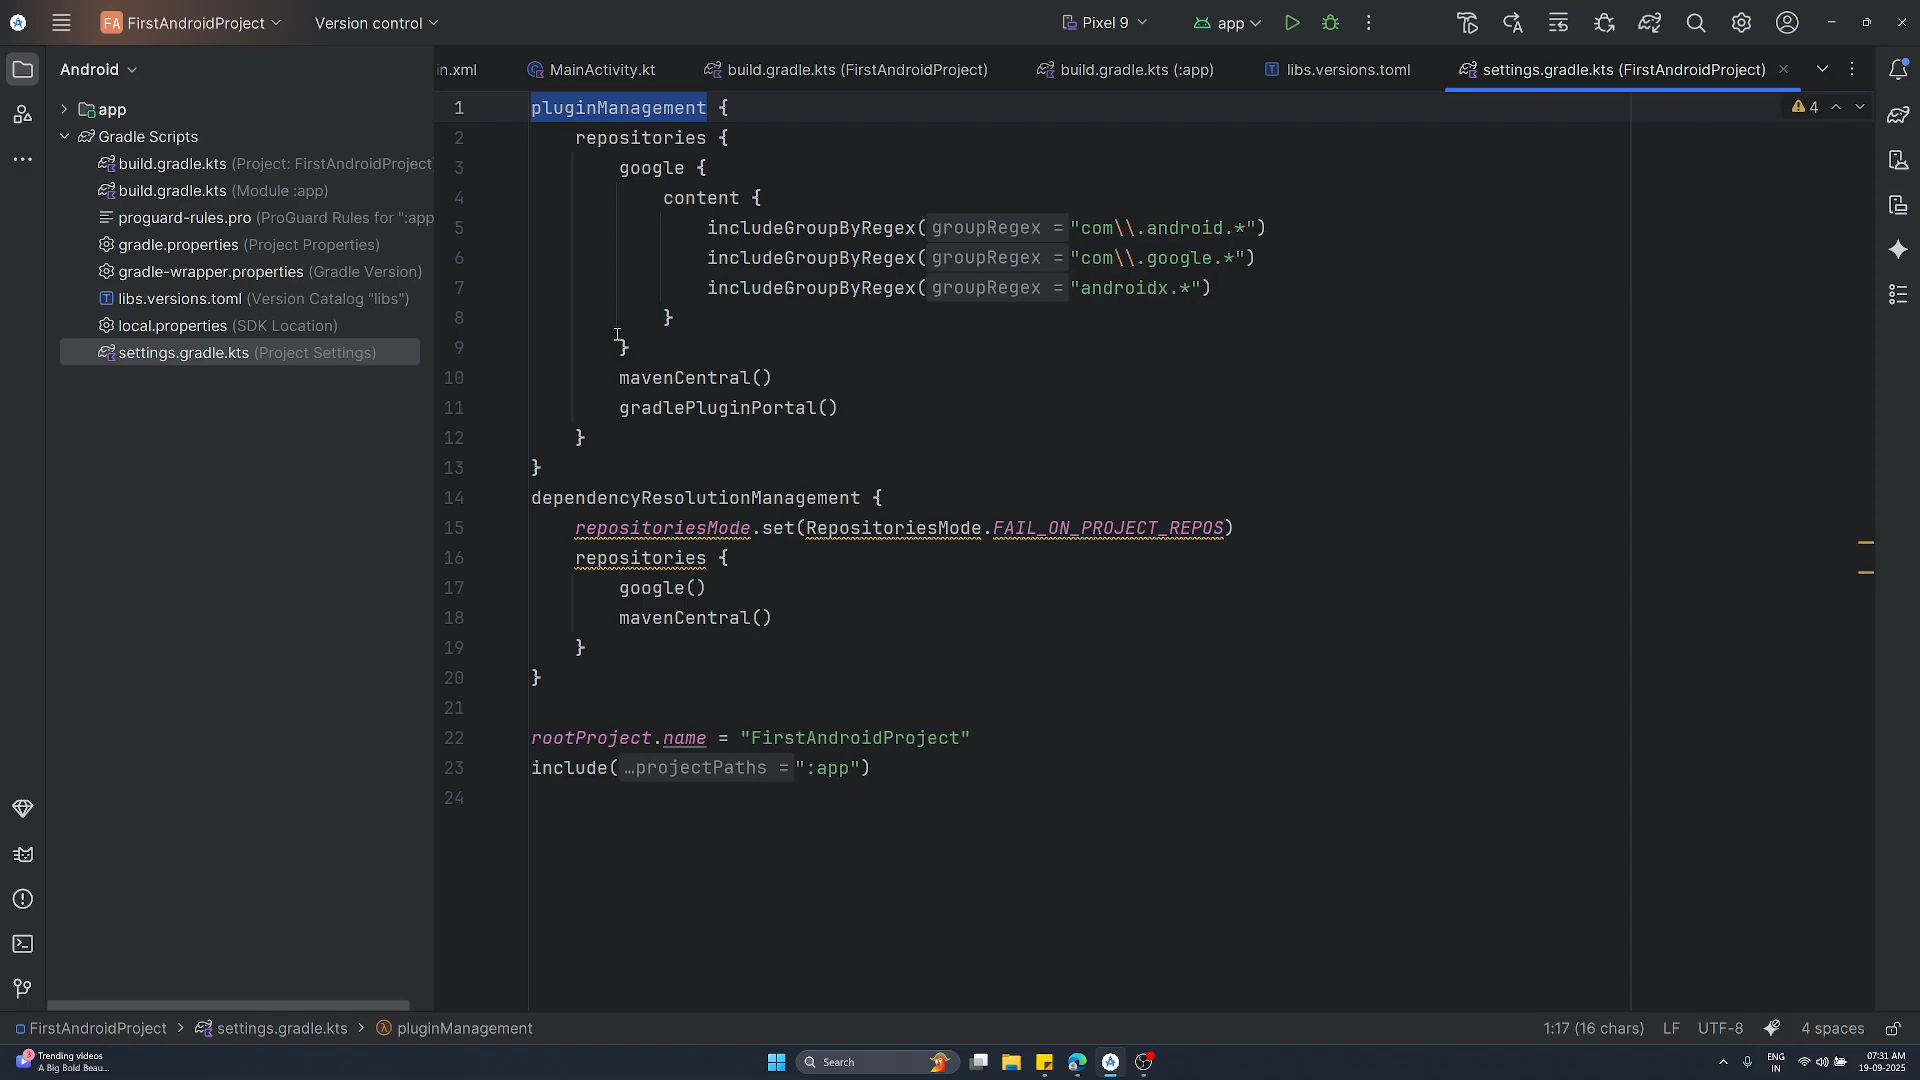 FA FirstAndroidProject
Version control
Pixel 9
app
Android
in.xml
MainActivity.kt
build.gradle.kts (FirstAndroidProject)
build.gradle.kts (:app)
libs.versions.toml
settings.gradle.kts (FirstAndroidProject)
app
Gradle Scripts
build.gradle.kts (Project: FirstAndroidProject
build.gradle.kts (Module :app)
proguard-rules.pro (ProGuard Rules for ":app
gradle.properties (Project Properties)
gradle-wrapper.properties (Gradle Version)
libs.versions.toml (Version Catalog "libs")
local.properties (SDK Location)
settings.gradle.kts (Project Settings)
4
1 pluginManagement {
2 repositories {
3 google {
4 content {
5 includeGroupByRegex( groupRegex = "com\\.android.*")
6 includeGroupByRegex( groupRegex = "com\\.google.*")
7 includeGroupByRegex( groupRegex = "androidx.*")
8 }
9 }
10 mavenCentral()
11 gradlePluginPortal()
12 }
13 }
14 dependencyResolutionManagement {
15 repositoriesMode.set(RepositoriesMode.FAIL_ON_PROJECT_REPOS)
16 repositories {
17 google()
18 mavenCentral()
19 }
20 }
21
22 rootProject.name = "FirstAndroidProject"
23 include( …projectPaths = ":app")
24
FirstAndroidProject > settings.gradle.kts > pluginManagement
1:17 (16 chars) LF UTF-8 4 spaces
3
Trending videos
A Big Bold Beau...
Search
ENG
IN
07:31 AM
19-09-2025